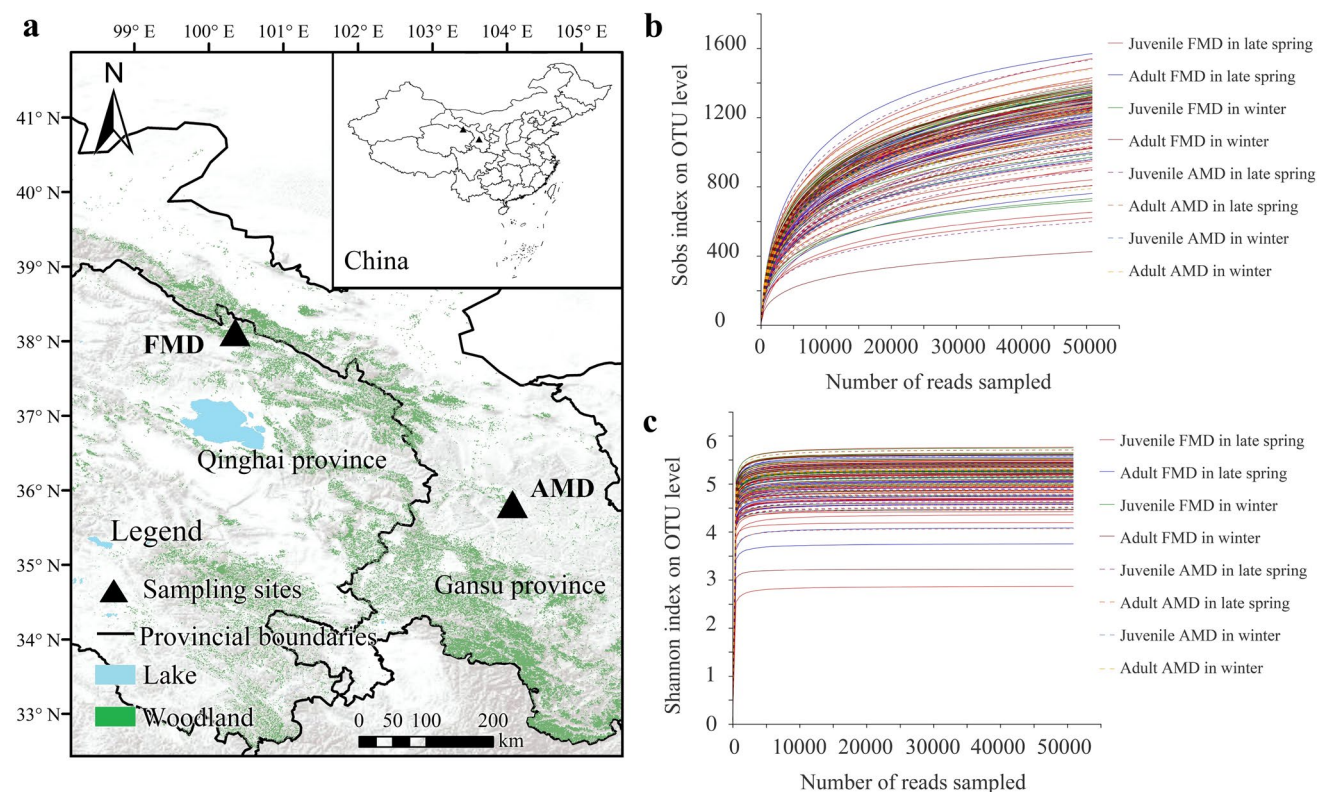 a
99° E 100° E 101° E 102° E 103° E 104° E 105° E
N
41° N
40° N
39° N
38° N
37° N
36° N
35° N
34° N
33° N
China
FMD
Qinghai province
AMD
Gansu province
Legend
Sampling sites
Provincial boundaries
Lake
Woodland
0 50 100 200
km
b
Sobs index on OTU level
1600
1200
800
400
0
0 10000 20000 30000 40000 50000
Number of reads sampled
Juvenile FMD in late spring
Adult FMD in late spring
Juvenile FMD in winter
Adult FMD in winter
Juvenile AMD in late spring
Adult AMD in late spring
Juvenile AMD in winter
Adult AMD in winter
c
Shannon index on OTU level
6
5
4
3
2
1
0
0 10000 20000 30000 40000 50000
Number of reads sampled
Juvenile FMD in late spring
Adult FMD in late spring
Juvenile FMD in winter
Adult FMD in winter
Juvenile AMD in late spring
Adult AMD in late spring
Juvenile AMD in winter
Adult AMD in winter